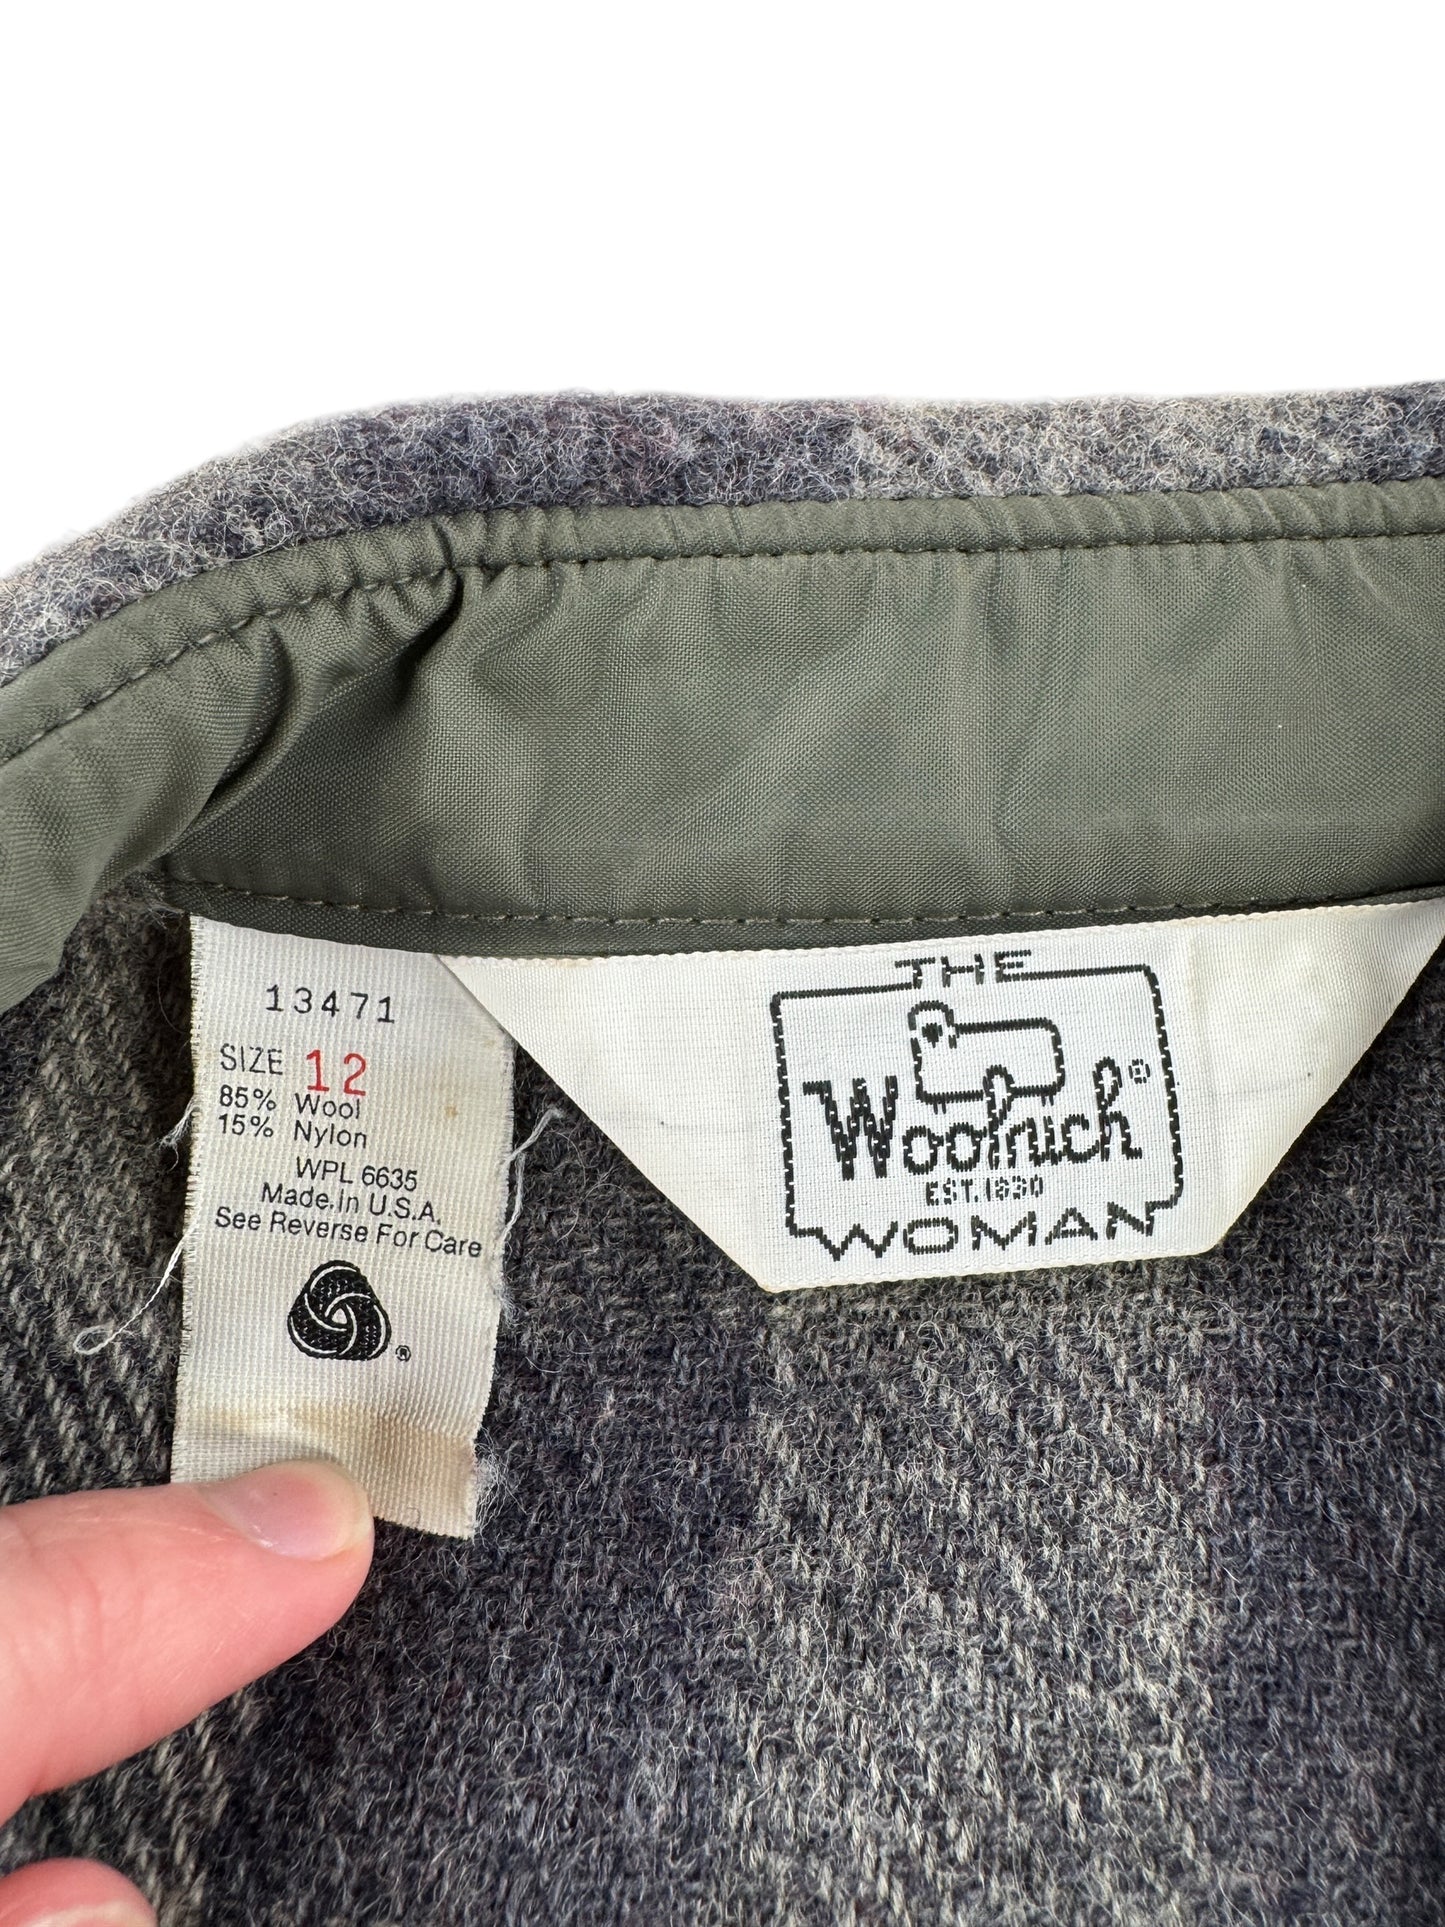 13471
SIZE 12
85% Wool
15% Nylon
WPL 6635
Made In U.S.A.
See Reverse For Care
®
THE
Woolrich®
EST. 1830
WOMAN